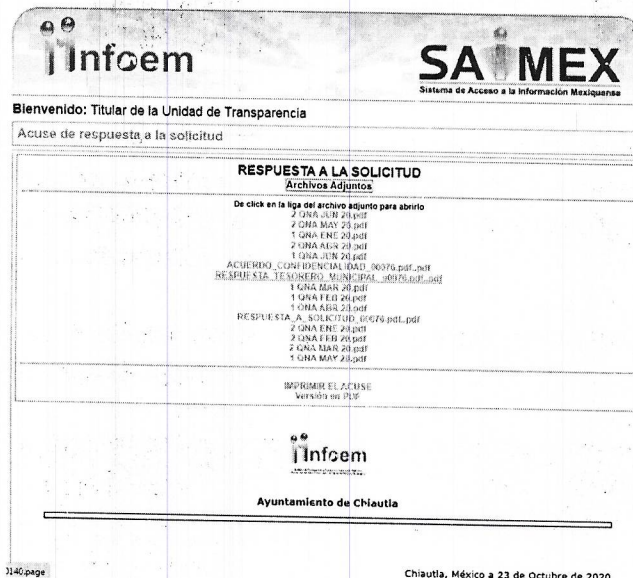 infoem
SAIMEX
Sistema de Acceso a la Información Mexiquense
Bienvenido: Titular de la Unidad de Transparencia
Acuse de respuesta a la solicitud
RESPUESTA A LA SOLICITUD
Archivos Adjuntos
De click en la liga del archivo adjunto para abrirlo
2 QNA JUN 20.pdf
2 QNA MAY 20.pdf
1 QNA ENE 20.pdf
2 QNA ABR 20.pdf
1 QNA JUN 20.pdf
ACUERDO_CONFIDENCIALIDAD_00076.pdf.pdf
RESPUESTA_TESORERO_MUNICIPAL_00076.pdf.pdf
1 QNA MAR 20.pdf
1 QNA FEB 20.pdf
1 QNA ABR 20.pdf
RESPUESTA_A_SOLICITUD_00076.pdf.pdf
2 QNA ENE 20.pdf
2 QNA FEB 20.pdf
2 QNA MAR 20.pdf
1 QNA MAY 20.pdf
IMPRIMIR EL ACUSE
Versión en PDF
infoem
Ayuntamiento de Chiautla
Chiautla, México a 23 de Octubre de 2020
0140.page